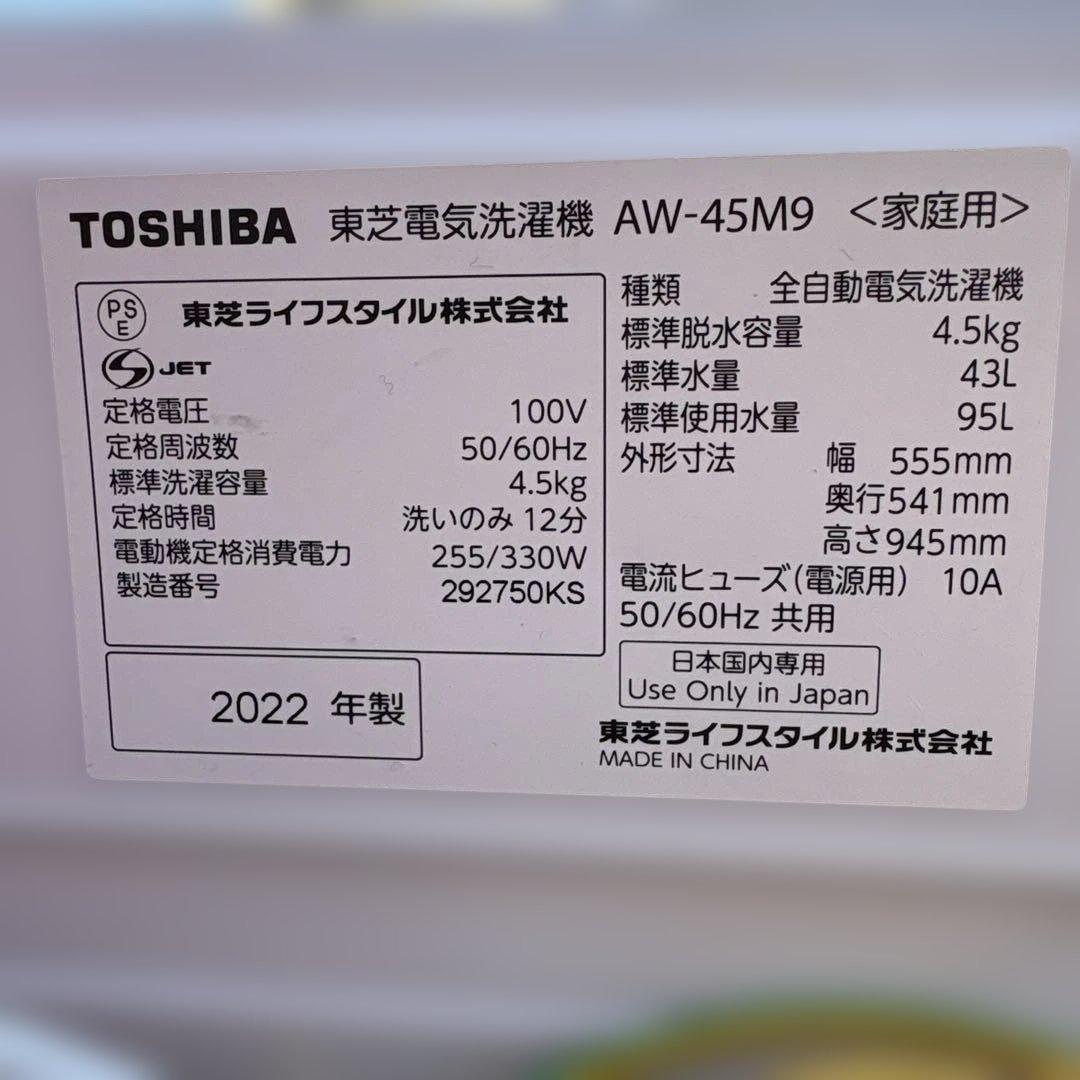 TOSHIBA 東芝電気洗濯機 AW-45M9 <家庭用>
PS
E
東芝ライフスタイル株式会社
S JET
定格電圧 100V
定格周波数 50/60Hz
標準洗濯容量 4.5kg
定格時間 洗いのみ 12分
電動機定格消費電力 255/330W
製造番号 292750KS
2022 年製
種類 全自動電気洗濯機
標準脱水容量 4.5kg
標準水量 43L
標準使用水量 95L
外形寸法 幅 555mm
奥行541mm
高さ945mm
電流ヒューズ(電源用) 10A
50/60Hz 共用
日本国内専用
Use Only in Japan
東芝ライフスタイル株式会社
MADE IN CHINA